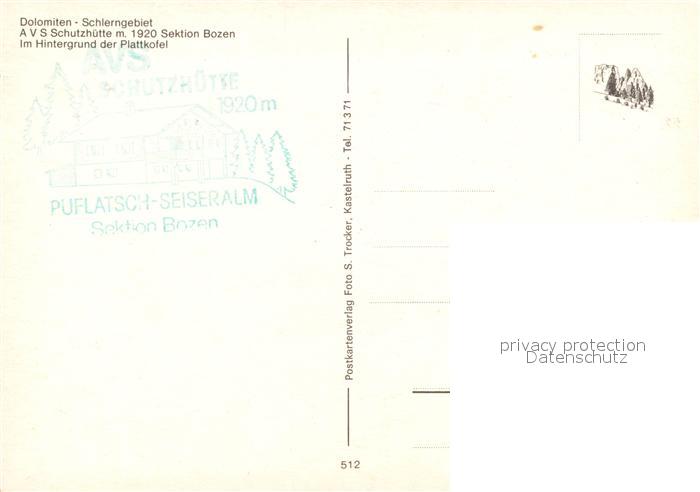 Dolomiten - Schlerngebiet
A V S Schutzhütte m. 1920 Sektion Bozen
Im Hintergrund der Plattkofel
AVS
SCHUTZHÜTTE
1920 m
PUFLATSCH-SEISERALM
Sektion Bozen
Postkartenverlag Foto S. Trocker, Kastelruth - Tel. 71 3 71
512
privacy protection
Datenschutz